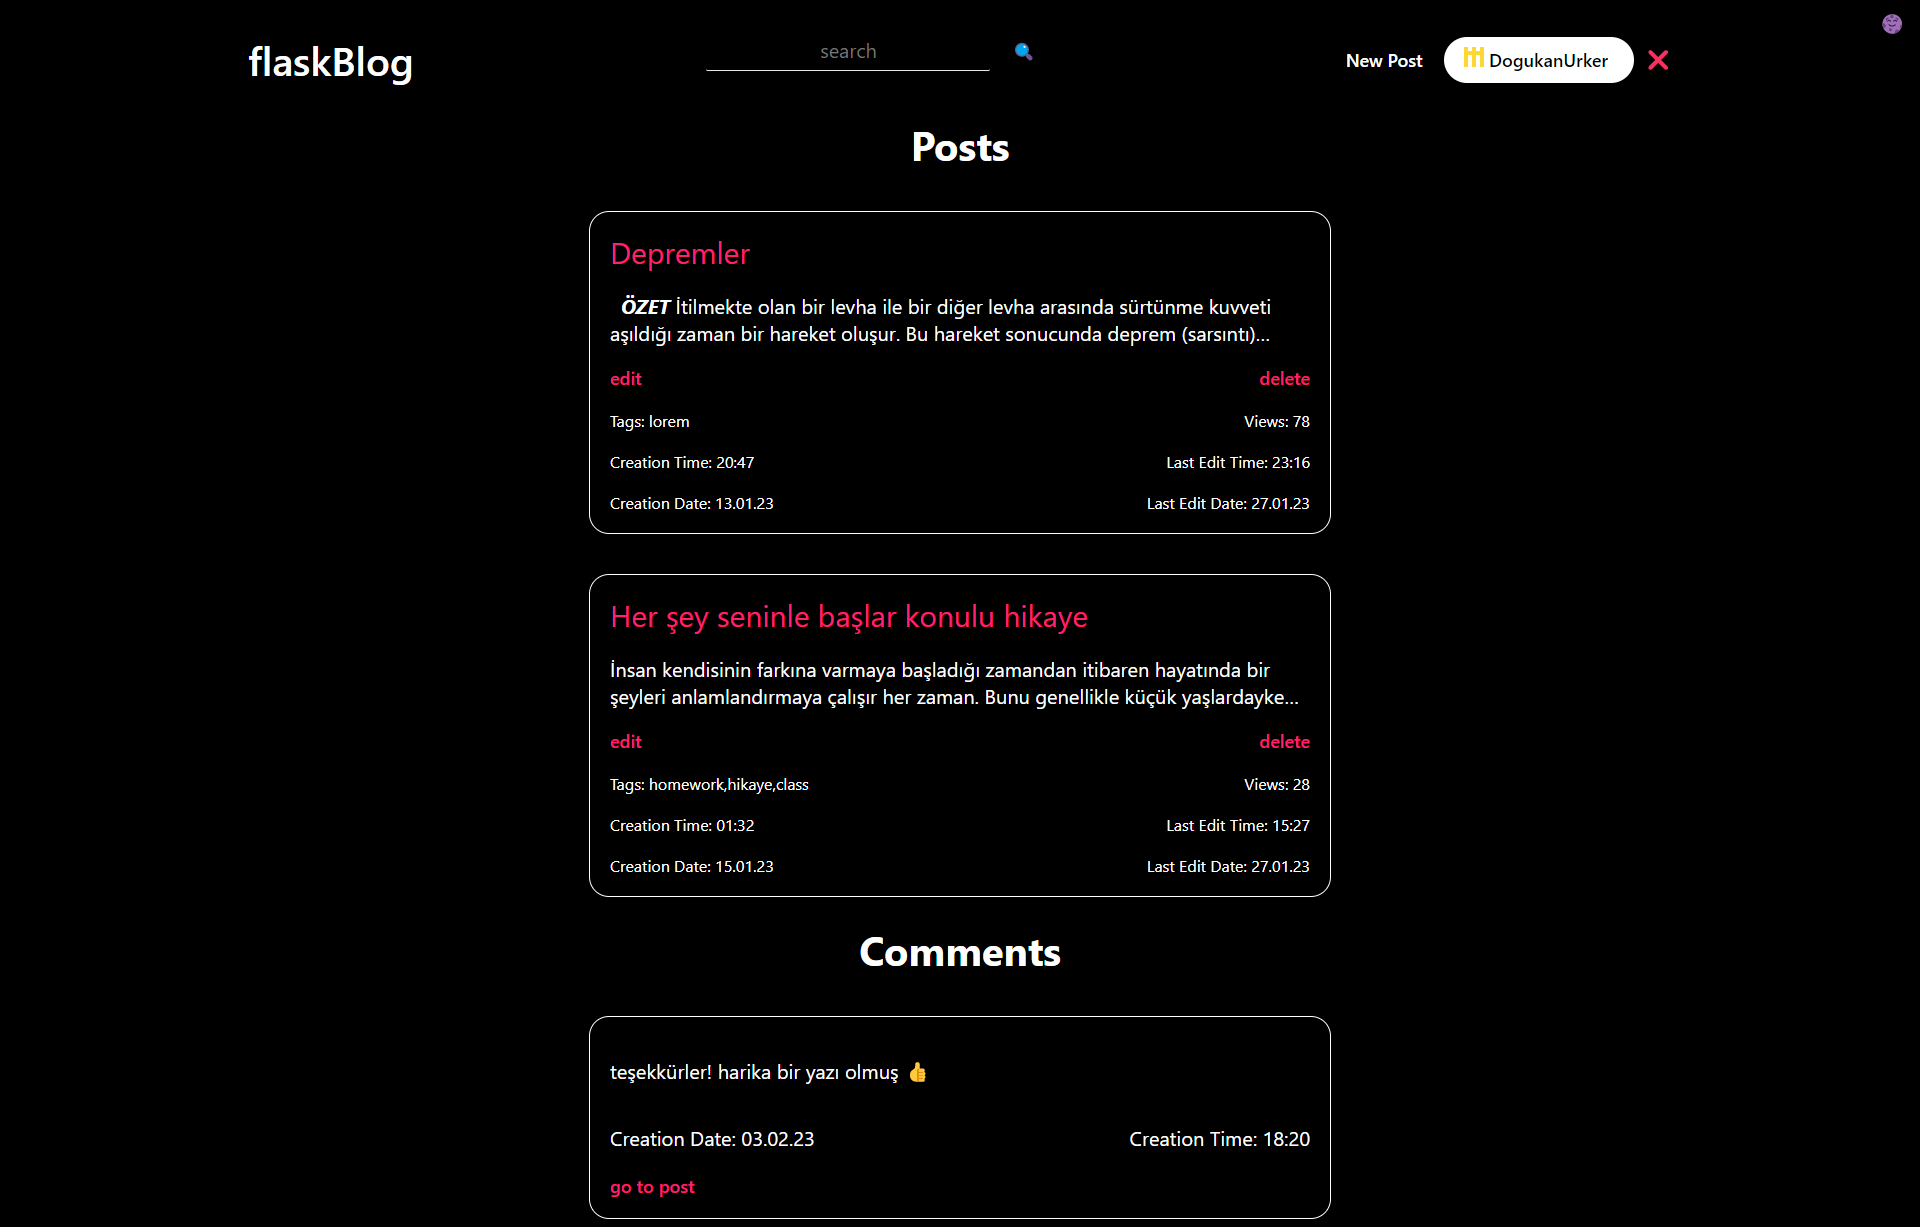 flaskBlog
search
New Post
DogukanUrker
Posts
Depremler
ÖZET İtilmekte olan bir levha ile bir diğer levha arasında sürtünme kuvveti
aşıldığı zaman bir hareket oluşur. Bu hareket sonucunda deprem (sarsıntı)...
edit
delete
Tags: lorem
Views: 78
Creation Time: 20:47
Last Edit Time: 23:16
Creation Date: 13.01.23
Last Edit Date: 27.01.23
Her şey seninle başlar konulu hikaye
İnsan kendisinin farkına varmaya başladığı zamandan itibaren hayatında bir
şeyleri anlamlandırmaya çalışır her zaman. Bunu genellikle küçük yaşlardayke...
edit
delete
Tags: homework,hikaye,class
Views: 28
Creation Time: 01:32
Last Edit Time: 15:27
Creation Date: 15.01.23
Last Edit Date: 27.01.23
Comments
teşekkürler! harika bir yazı olmuş 👍
Creation Date: 03.02.23
Creation Time: 18:20
go to post